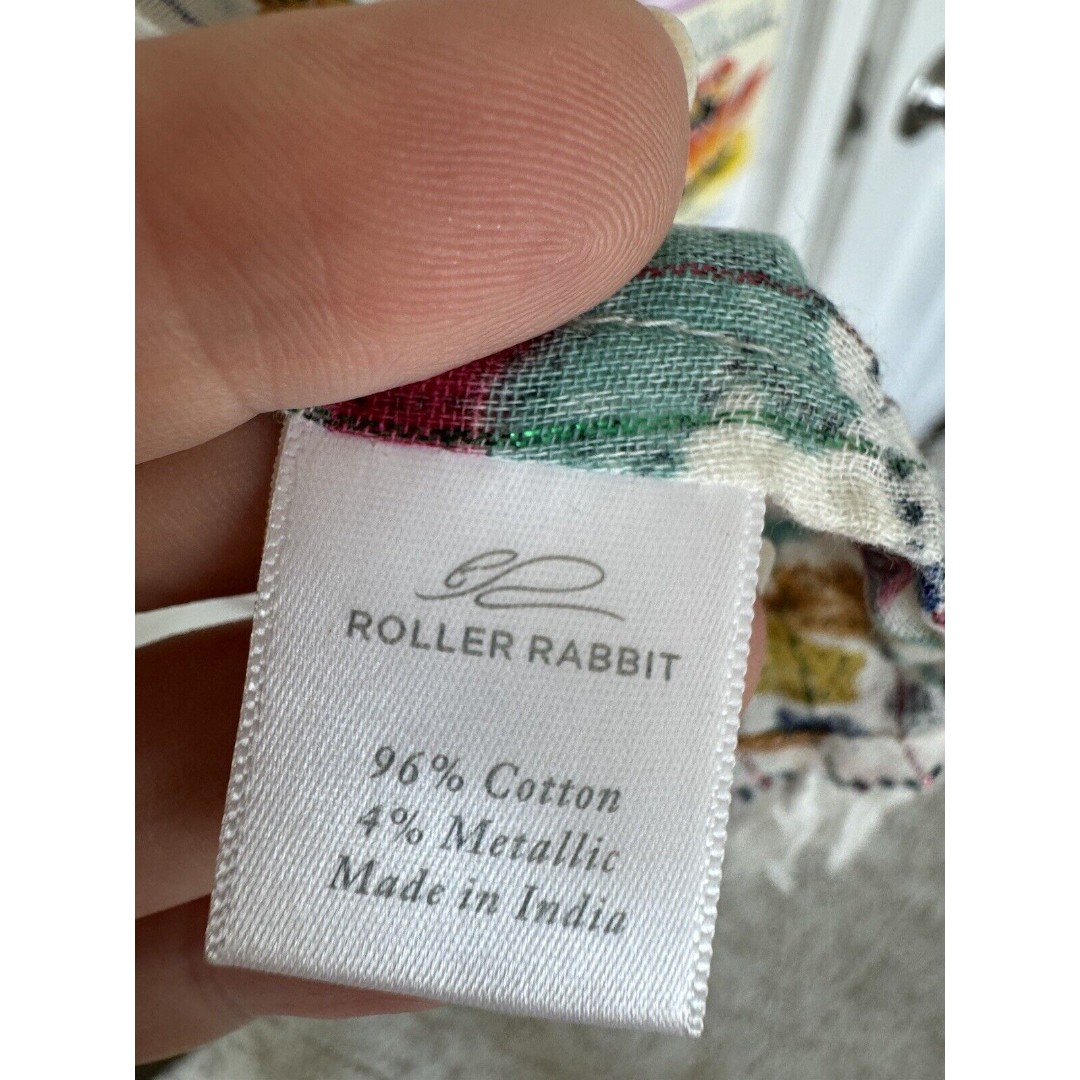 ROLLER RABBIT
96% Cotton
4% Metallic
Made in India